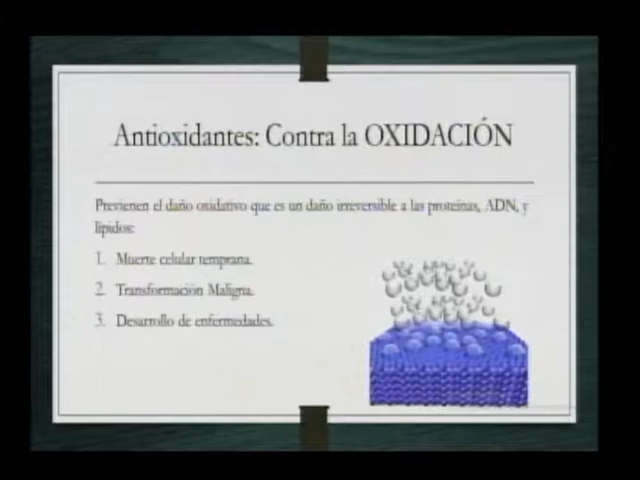 Antioxidantes: Contra la OXIDACIÓN
Previenen el daño oxidativo que es un daño irreversible a las proteínas, ADN, y
lípidos:
1. Muerte celular temprana.
2. Transformación Maligna.
3. Desarrollo de enfermedades.